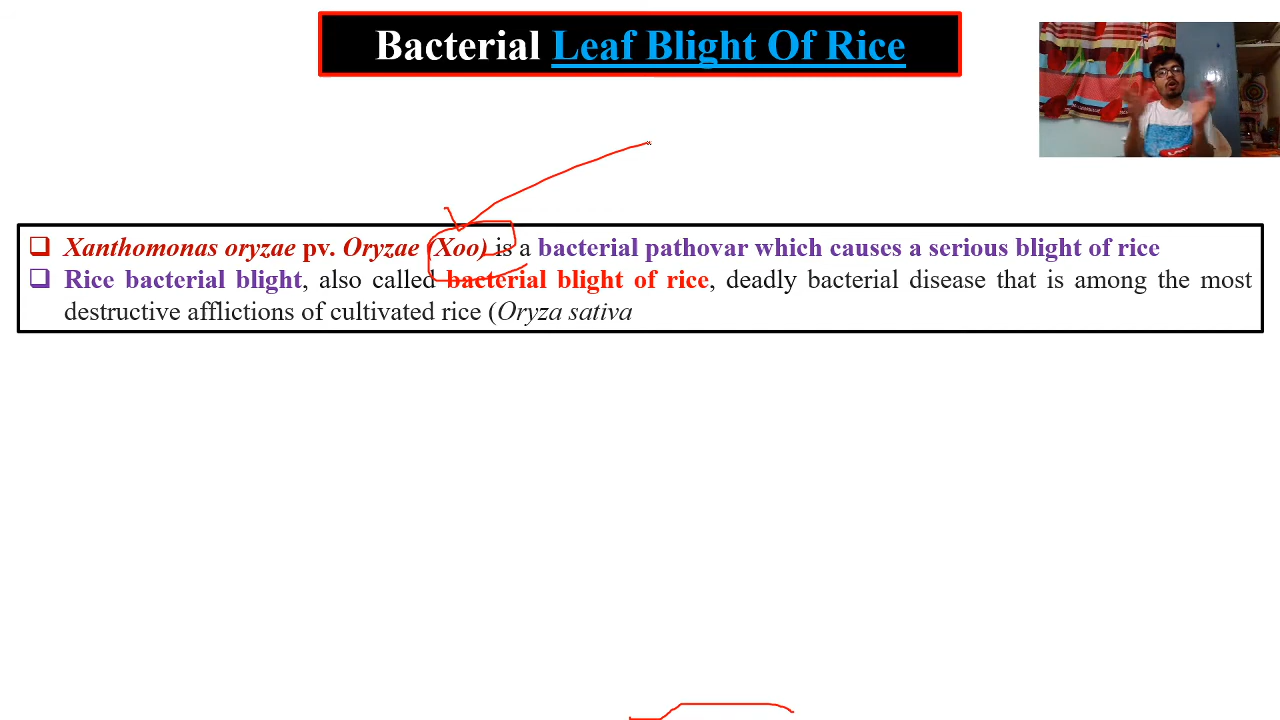 Bacterial Leaf Blight Of Rice
❑ Xanthomonas oryzae pv. Oryzae (Xoo) is a bacterial pathovar which causes a serious blight of rice
❑ Rice bacterial blight, also called bacterial blight of rice, deadly bacterial disease that is among the most
destructive afflictions of cultivated rice (Oryza sativa